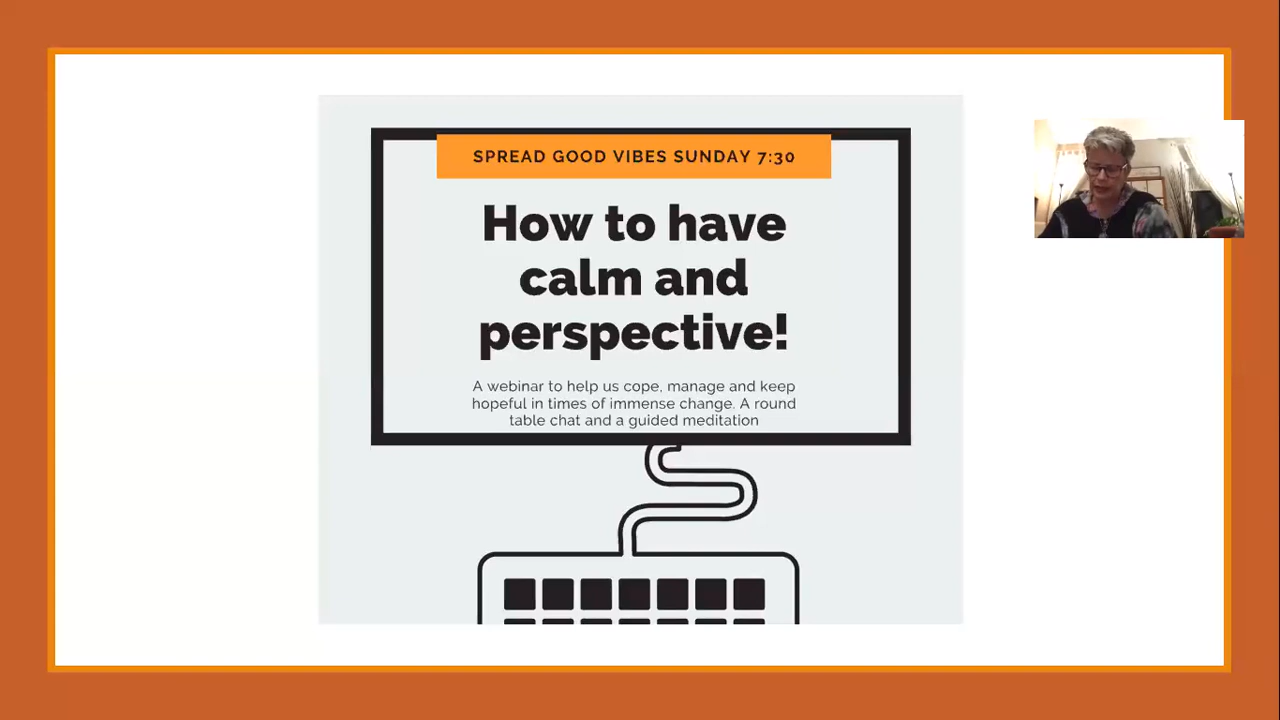 SPREAD GOOD VIBES SUNDAY 7:30
How to have
calm and
perspective!
A webinar to help us cope, manage and keep
hopeful in times of immense change. A round
table chat and a guided meditation